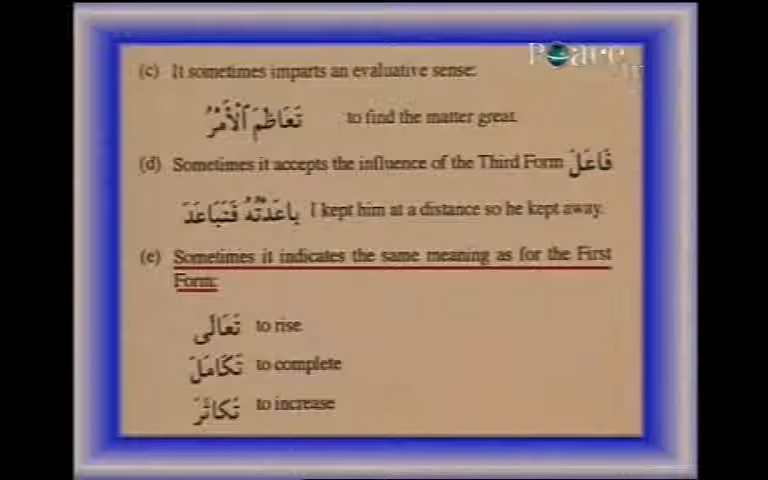 Peace
TV
(c) It sometimes imparts an evaluative sense:
تَعَاظَمَ ٱلْأَمْرُ to find the matter great.
(d) Sometimes it accepts the influence of the Third Form فَاعَلَ
بَاعَدْتُهُ فَتَبَاعَدَ I kept him at a distance so he kept away.
(e) Sometimes it indicates the same meaning as for the First
Form:
تَعَالَى to rise
تَكَامَلَ to complete
تَكَاثَرَ to increase